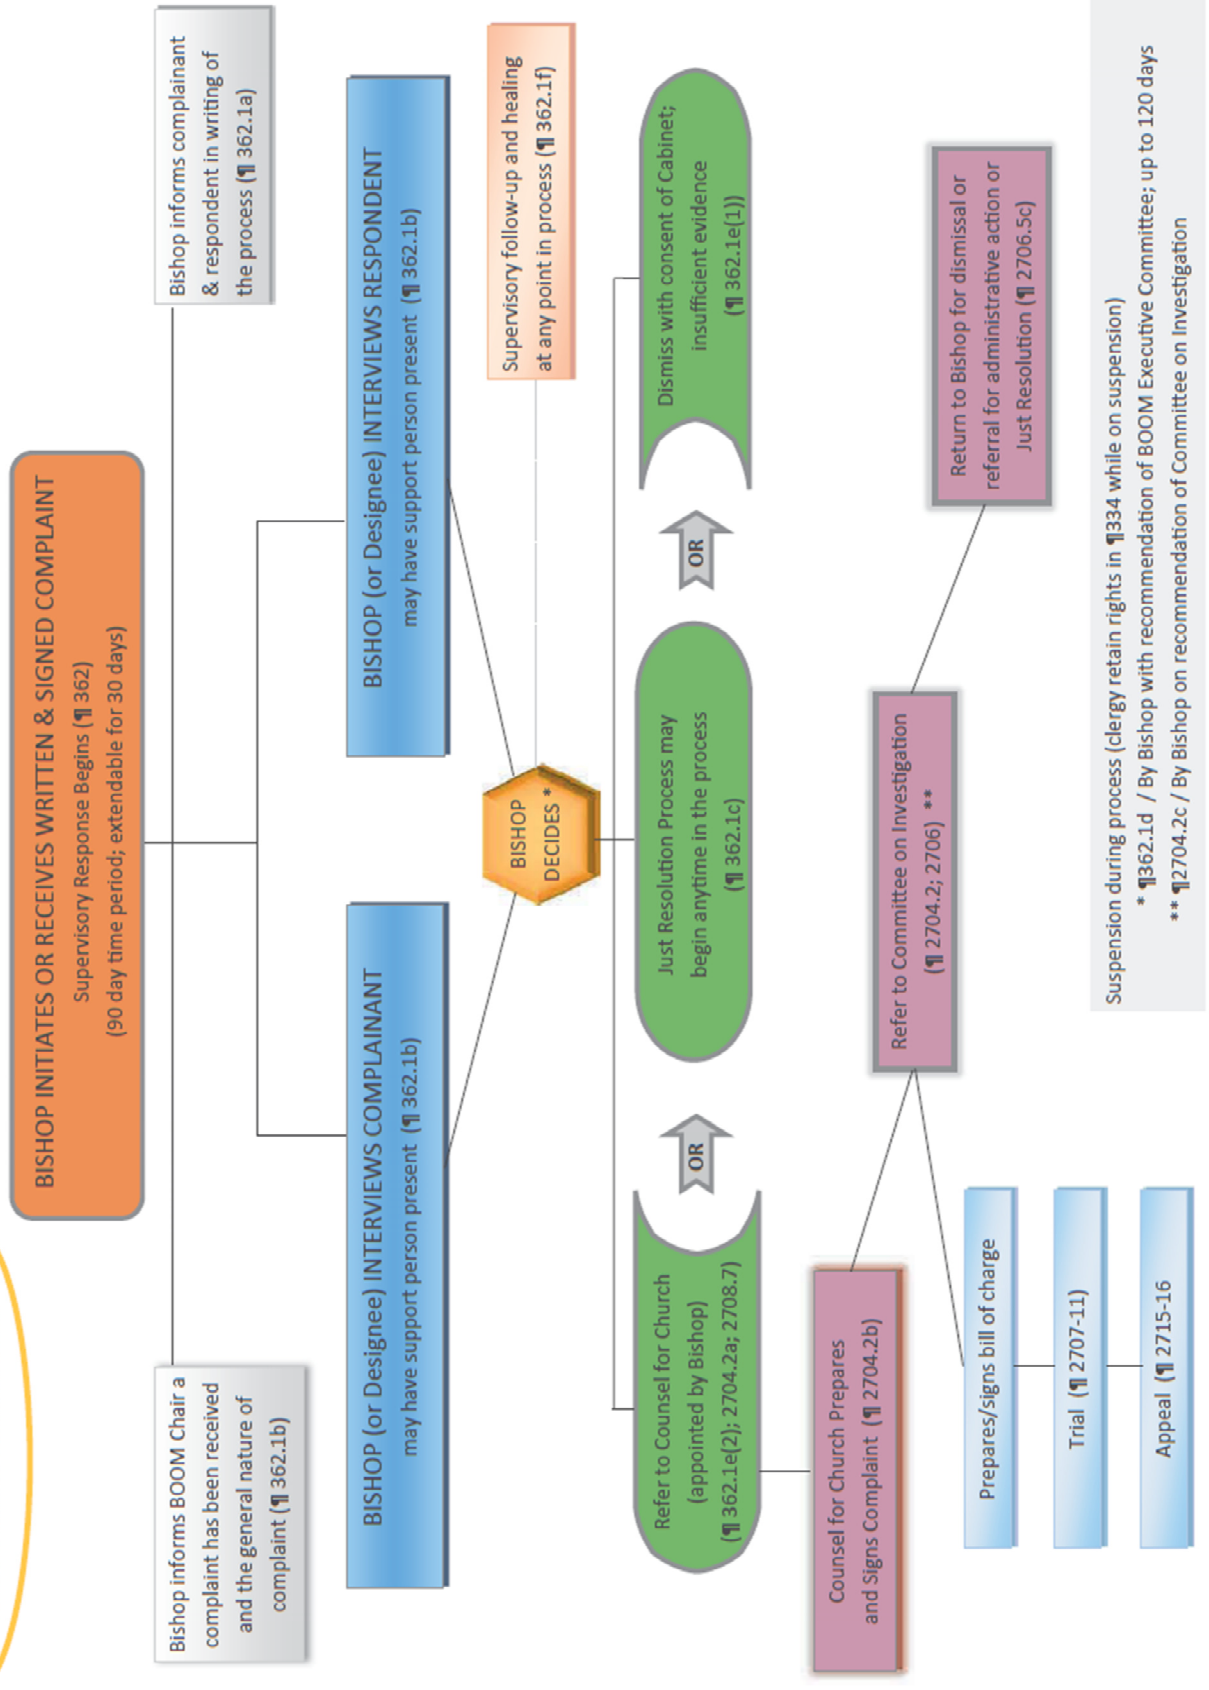 BISHOP INITIATES OR RECEIVES WRITTEN & SIGNED COMPLAINT
Supervisory Response Begins (¶ 362)
(90 day time period; extendable for 30 days)
Bishop informs BOOM Chair a
complaint has been received
and the general nature of
complaint (¶ 362.1b)
Bishop informs complainant
& respondent in writing of
the process (¶ 362.1a)
BISHOP (or Designee) INTERVIEWS COMPLAINANT
may have support person present (¶ 362.1b)
BISHOP (or Designee) INTERVIEWS RESPONDENT
may have support person present (¶ 362.1b)
BISHOP
DECIDES *
Supervisory follow-up and healing
at any point in process (¶ 362.1f)
Refer to Counsel for Church
(appointed by Bishop)
(¶ 362.1e(2); 2704.2a; 2708.7)
OR
Just Resolution Process may
begin anytime in the process
(¶ 362.1c)
OR
Dismiss with consent of Cabinet;
insufficient evidence
(¶ 362.1e(1))
Counsel for Church Prepares
and Signs Complaint (¶ 2704.2b)
Refer to Committee on Investigation
(¶ 2704.2; 2706) **
Return to Bishop for dismissal or
referral for administrative action or
Just Resolution (¶ 2706.5c)
Prepares/signs bill of charge
Trial (¶ 2707-11)
Appeal (¶ 2715-16
Suspension during process (clergy retain rights in ¶334 while on suspension)
* ¶362.1d / By Bishop with recommendation of BOOM Executive Committee; up to 120 days
** ¶2704.2c / By Bishop on recommendation of Committee on Investigation